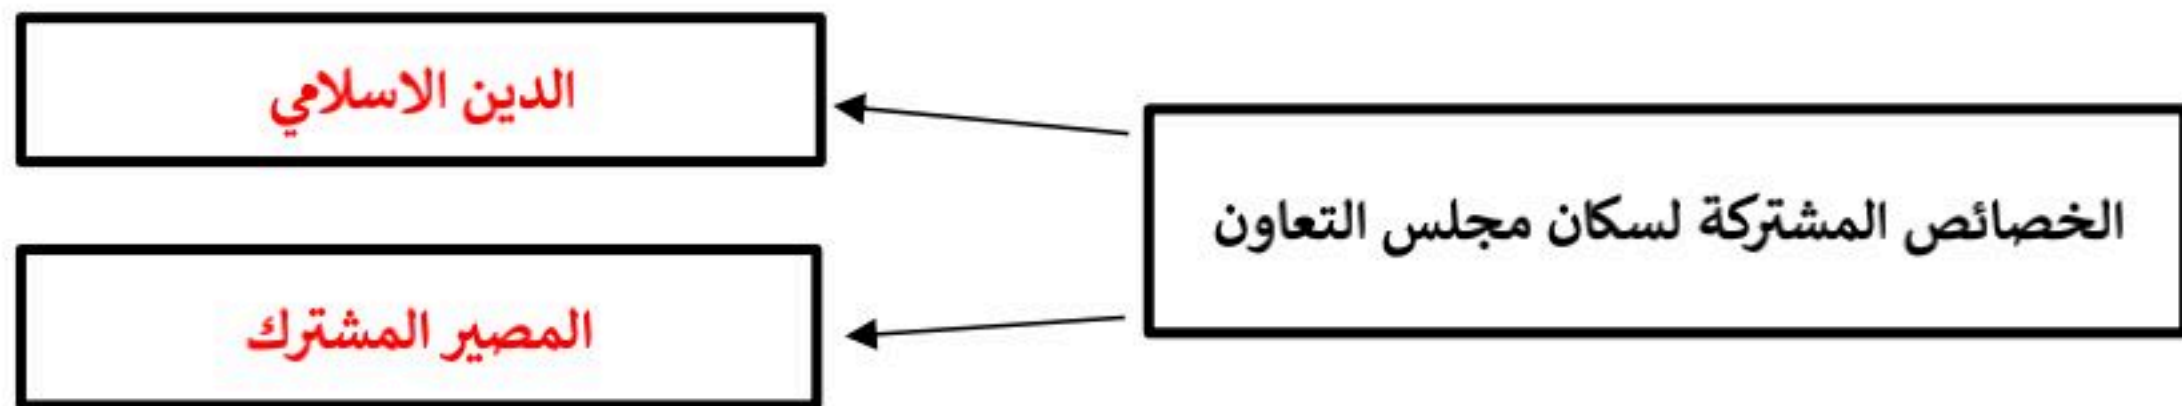 الخصائص المشتركة لسكان مجلس التعاون
الدين الاسلامي
المصير المشترك